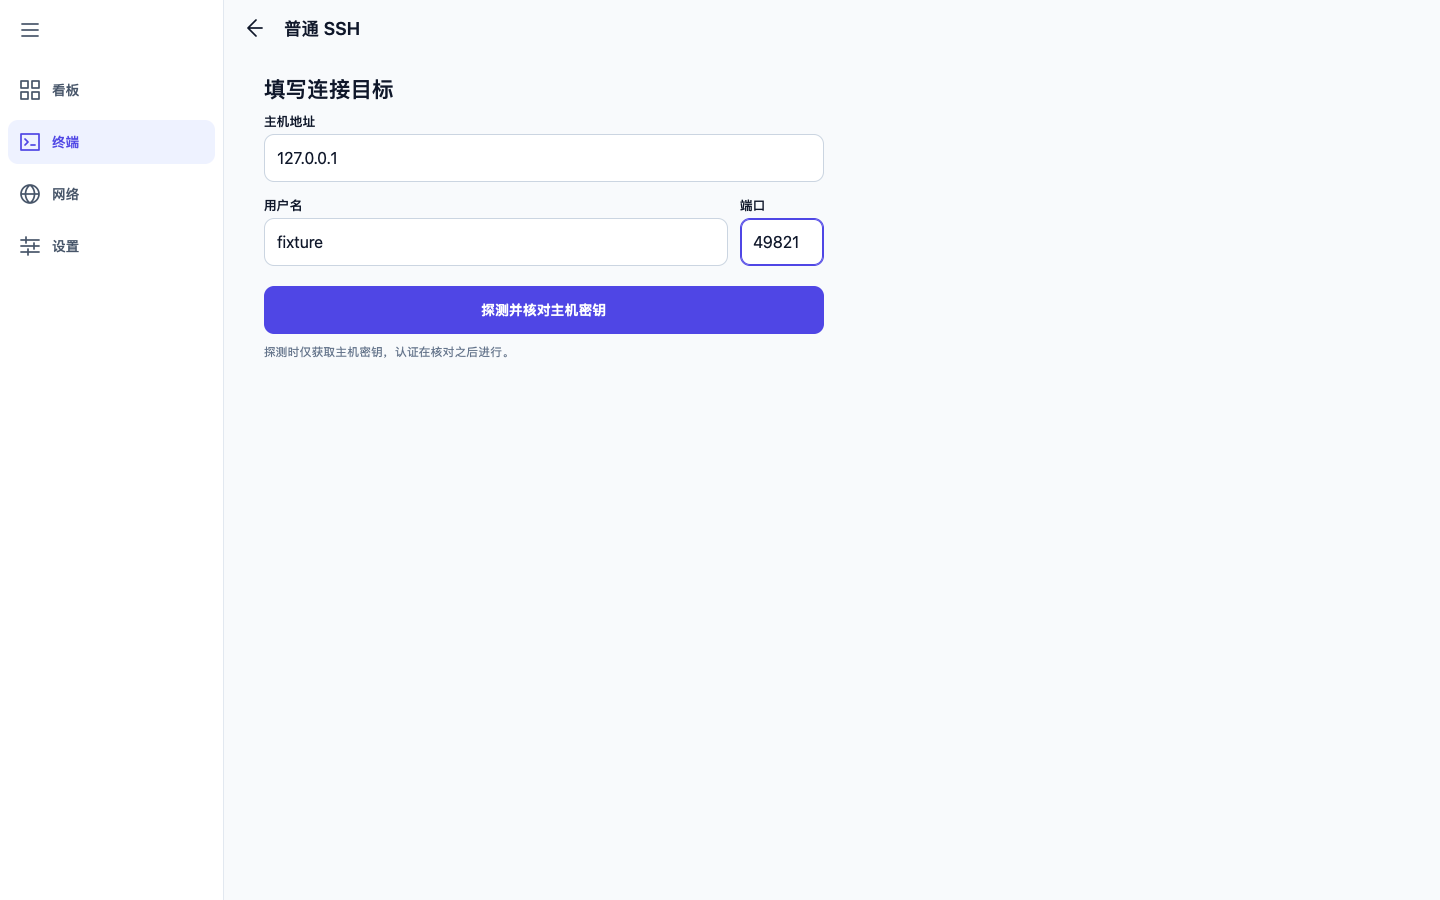 普通 SSH
看板
终端
网络
设置
填写连接目标
主机地址
127.0.0.1
用户名
端口
fixture
49821
探测并核对主机密钥
探测时仅获取主机密钥，认证在核对之后进行。